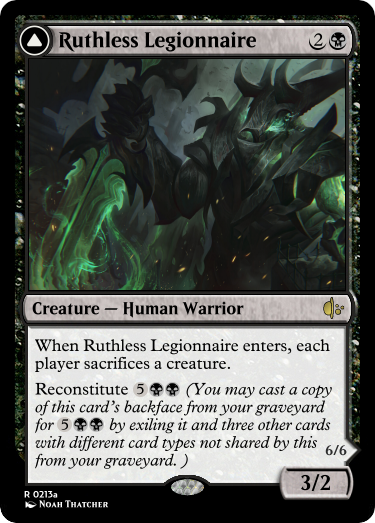 Ruthless Legionnaire 2
Creature — Human Warrior
When Ruthless Legionnaire enters, each
player sacrifices a creature.
Reconstitute 5 (You may cast a copy
of this card's backface from your graveyard
for 5 by exiling it and three other cards
with different card types not shared by this
from your graveyard. )
6/6
3/2
R 0213a
Noah Thatcher